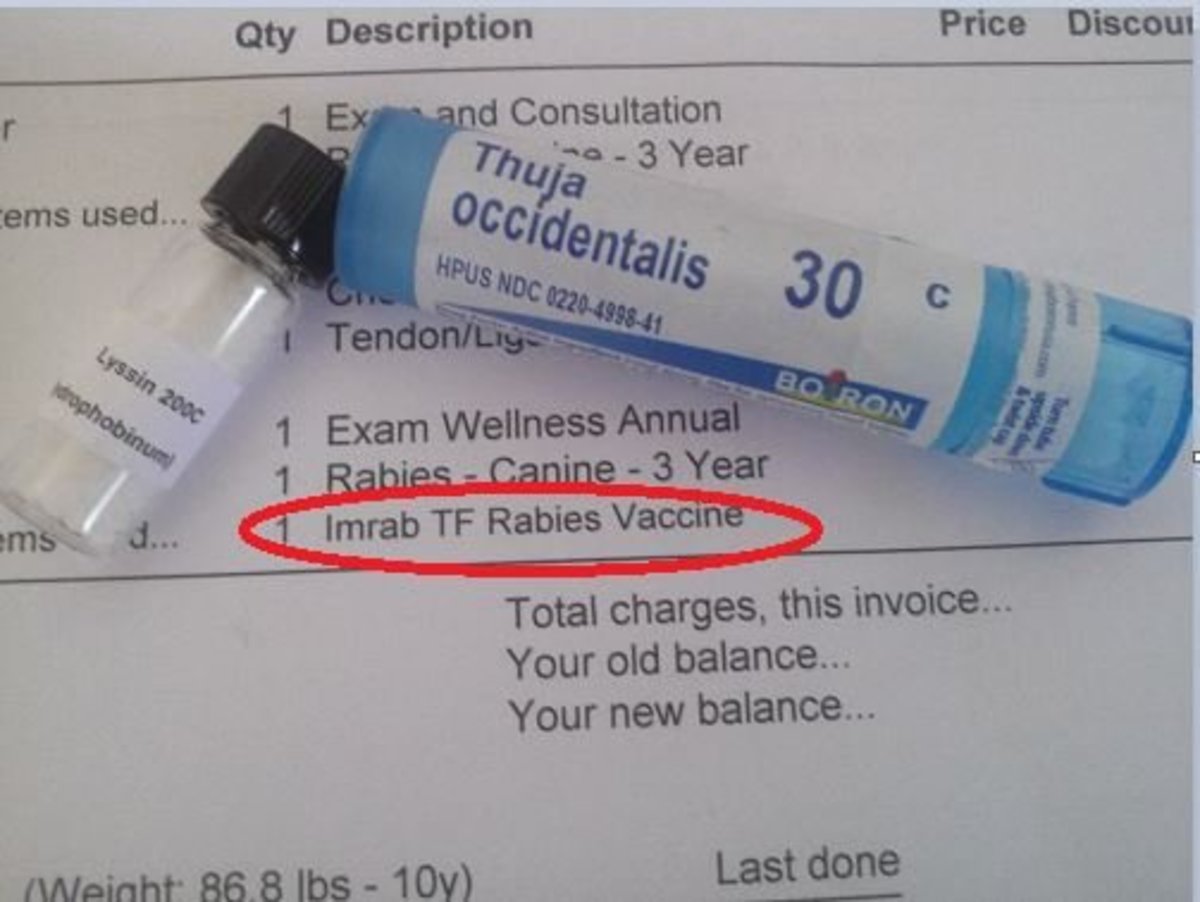 Qty Description Price Discou
r 1 Ex and Consultation
- 3 Year
tems used...
Thuja
occidentalis 30 c
HPUS NDC 0220-4998-41
BOIRON
Tendon/Lig
Lyssin 200C
ydrophobinum)
1 Exam Wellness Annual
1 Rabies - Canine - 3 Year
ems d... 1 Imrab TF Rabies Vaccine
Total charges, this invoice...
Your old balance...
Your new balance...
Last done
(Weight: 86.8 lbs - 10y)